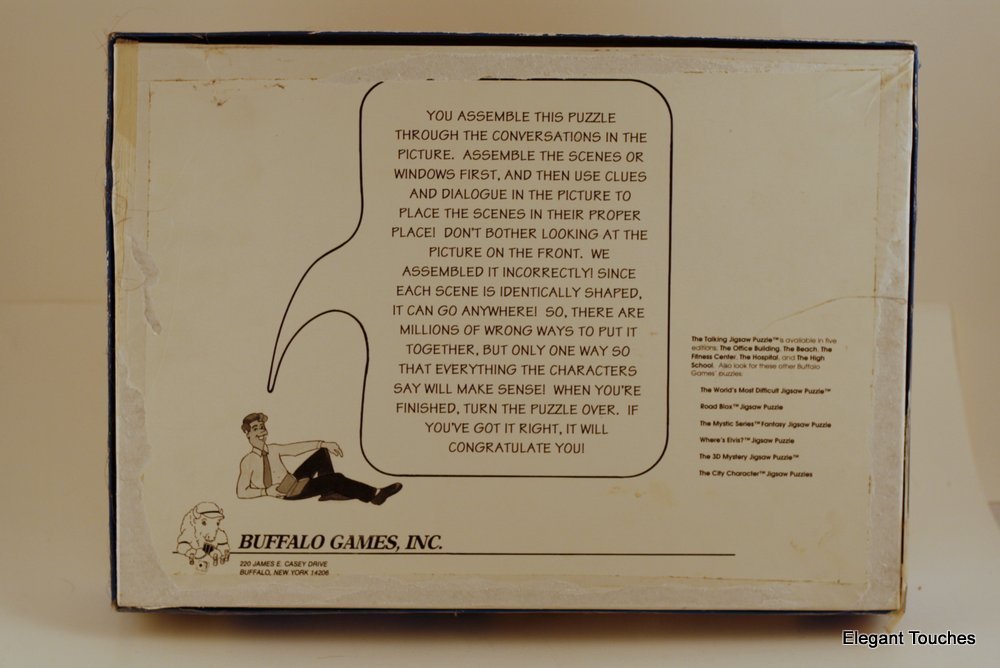 YOU ASSEMBLE THIS PUZZLE
THROUGH THE CONVERSATIONS IN THE
PICTURE. ASSEMBLE THE SCENES OR
WINDOWS FIRST, AND THEN USE CLUES
AND DIALOGUE IN THE PICTURE TO
PLACE THE SCENES IN THEIR PROPER
PLACE! DON'T BOTHER LOOKING AT THE
PICTURE ON THE FRONT. WE
ASSEMBLED IT INCORRECTLY! SINCE
EACH SCENE IS IDENTICALLY SHAPED,
IT CAN GO ANYWHERE! SO, THERE ARE
MILLIONS OF WRONG WAYS TO PUT IT
TOGETHER, BUT ONLY ONE WAY SO
THAT EVERYTHING THE CHARACTERS
SAY WILL MAKE SENSE! WHEN YOU'RE
FINISHED, TURN THE PUZZLE OVER. IF
YOU'VE GOT IT RIGHT, IT WILL
CONGRATULATE YOU!
The Talking Jigsaw Puzzle™ is available in five
editions: The Office Building, The Beach, The
Fitness Center, The Hospital, and The High
School. Also look for these other Buffalo
Games' puzzles:
The World's Most Difficult Jigsaw Puzzle™
Road Blox™ Jigsaw Puzzle
The Mystic Series™ Fantasy Jigsaw Puzzle
Where's Elvis?™ Jigsaw Puzzle
The 3D Mystery Jigsaw Puzzle™
The City Character™ Jigsaw Puzzles
BUFFALO GAMES, INC.
220 JAMES E. CASEY DRIVE
BUFFALO, NEW YORK 14206
Elegant Touches